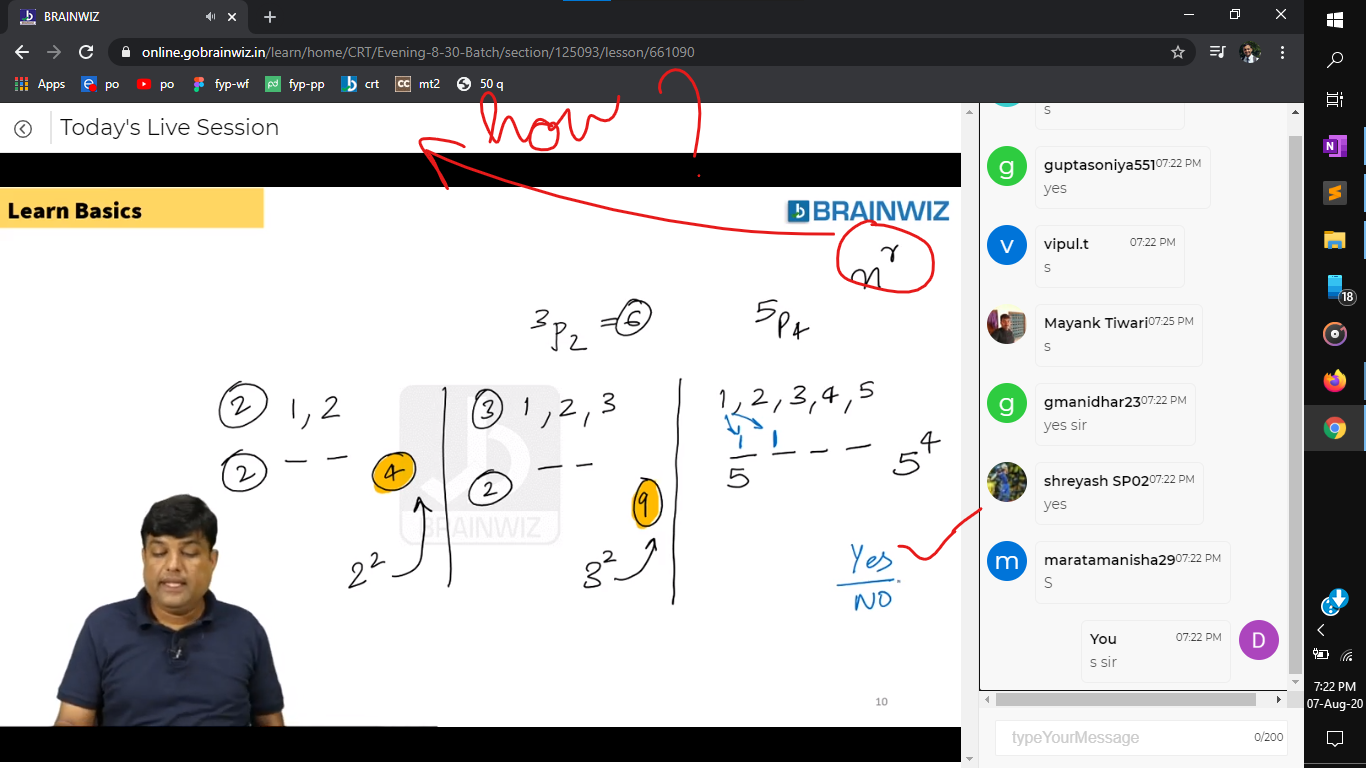 BRAINWIZ
online.gobrainwiz.in/learn/home/CRT/Evening-8-30-Batch/section/125093/lesson/661090
Apps po po fyp-wf fyp-pp crt CC mt2 50 q
how ?
Today's Live Session
Learn Basics
BRAINWIZ
n^r
3P2 = 6
5P4
2 1, 2
2 _ _ 4
2^2
3 1, 2, 3
2 _ _ 9
3^2
1, 2, 3, 4, 5
1 1 _ _
5
5^4
Yes
NO
BRAINWIZ
10
s
g guptasoniya551 07:22 PM
yes
v vipul.t 07:22 PM
s
Mayank Tiwari 07:25 PM
s
g gmanidhar23 07:22 PM
yes sir
shreyash SP02 07:22 PM
yes
m maratamanisha29 07:22 PM
S
You 07:22 PM
s sir
D
typeYourMessage 0/200
N
S
18
7:22 PM
07-Aug-20